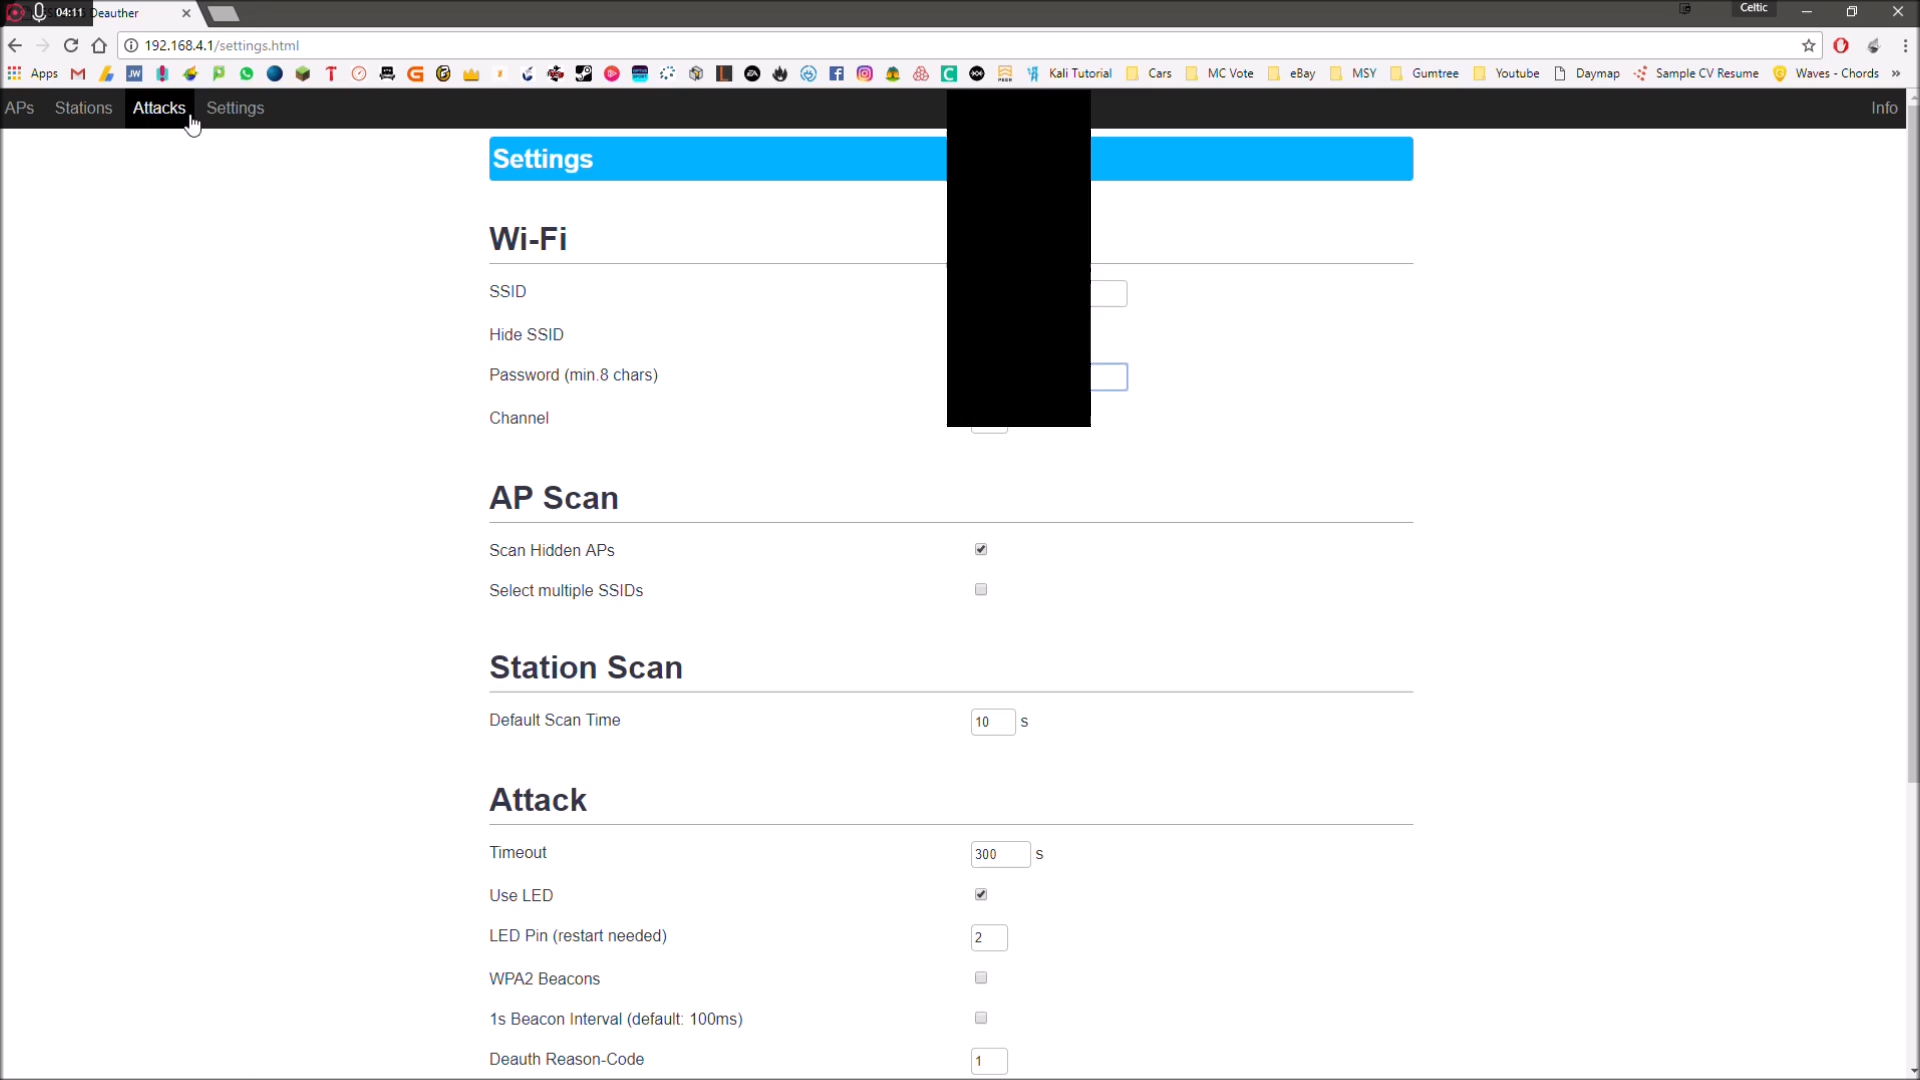 04:11 Deauther
Celtic
192.168.4.1/settings.html
Apps Kali Tutorial Cars MC Vote eBay MSY Gumtree Youtube Daymap Sample CV Resume Waves - Chords »
APs Stations Attacks Settings Info
Settings
Wi-Fi
SSID
Hide SSID
Password (min.8 chars)
Channel
AP Scan
Scan Hidden APs
Select multiple SSIDs
Station Scan
Default Scan Time 10 s
Attack
Timeout 300 s
Use LED
LED Pin (restart needed) 2
WPA2 Beacons
1s Beacon Interval (default: 100ms)
Deauth Reason-Code 1